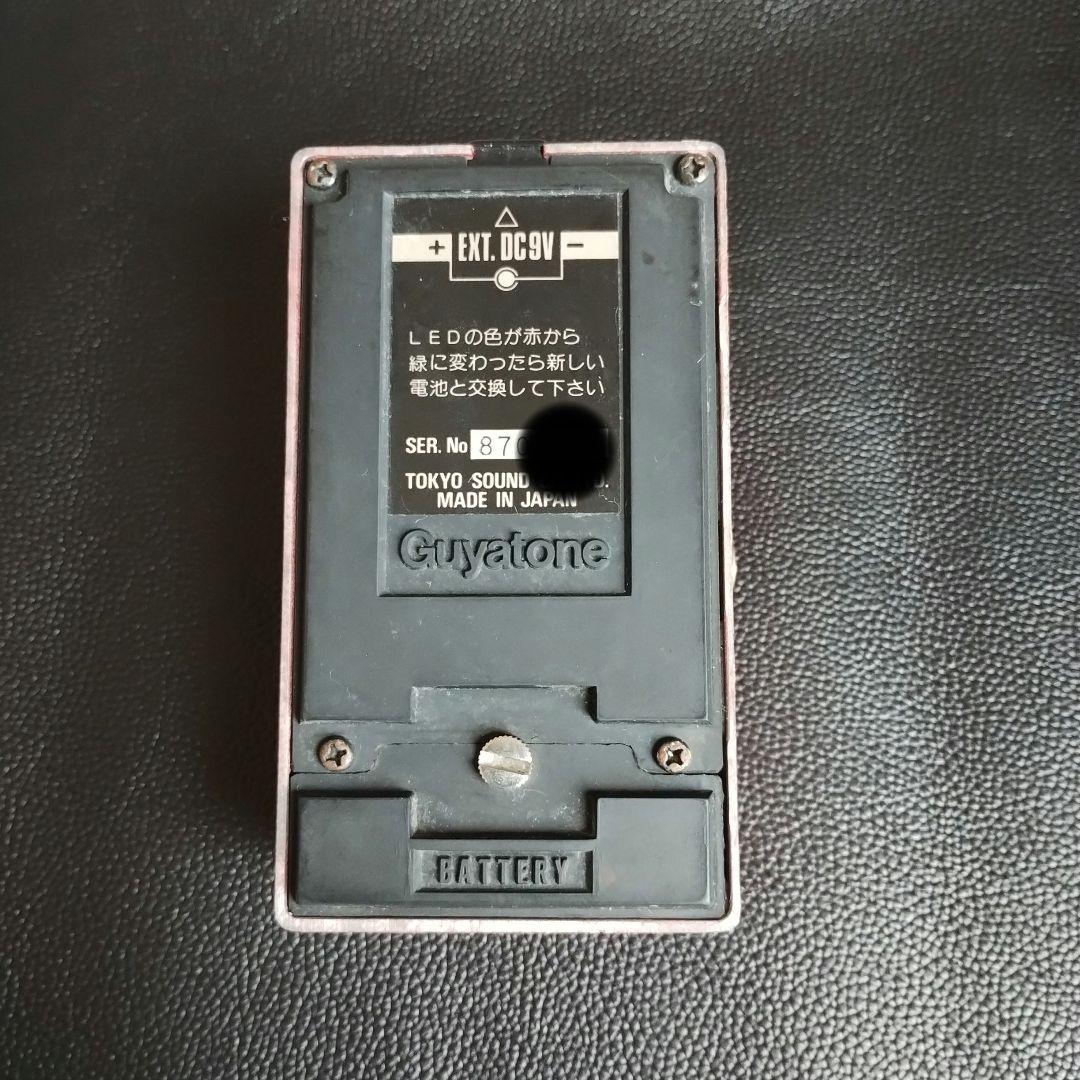 + EXT. DC9V −
ＬＥＤの色が赤から
緑に変わったら新しい
電池と交換して下さい
SER. No 870
TOKYO SOUND
MADE IN JAPAN
Guyatone
BATTERY